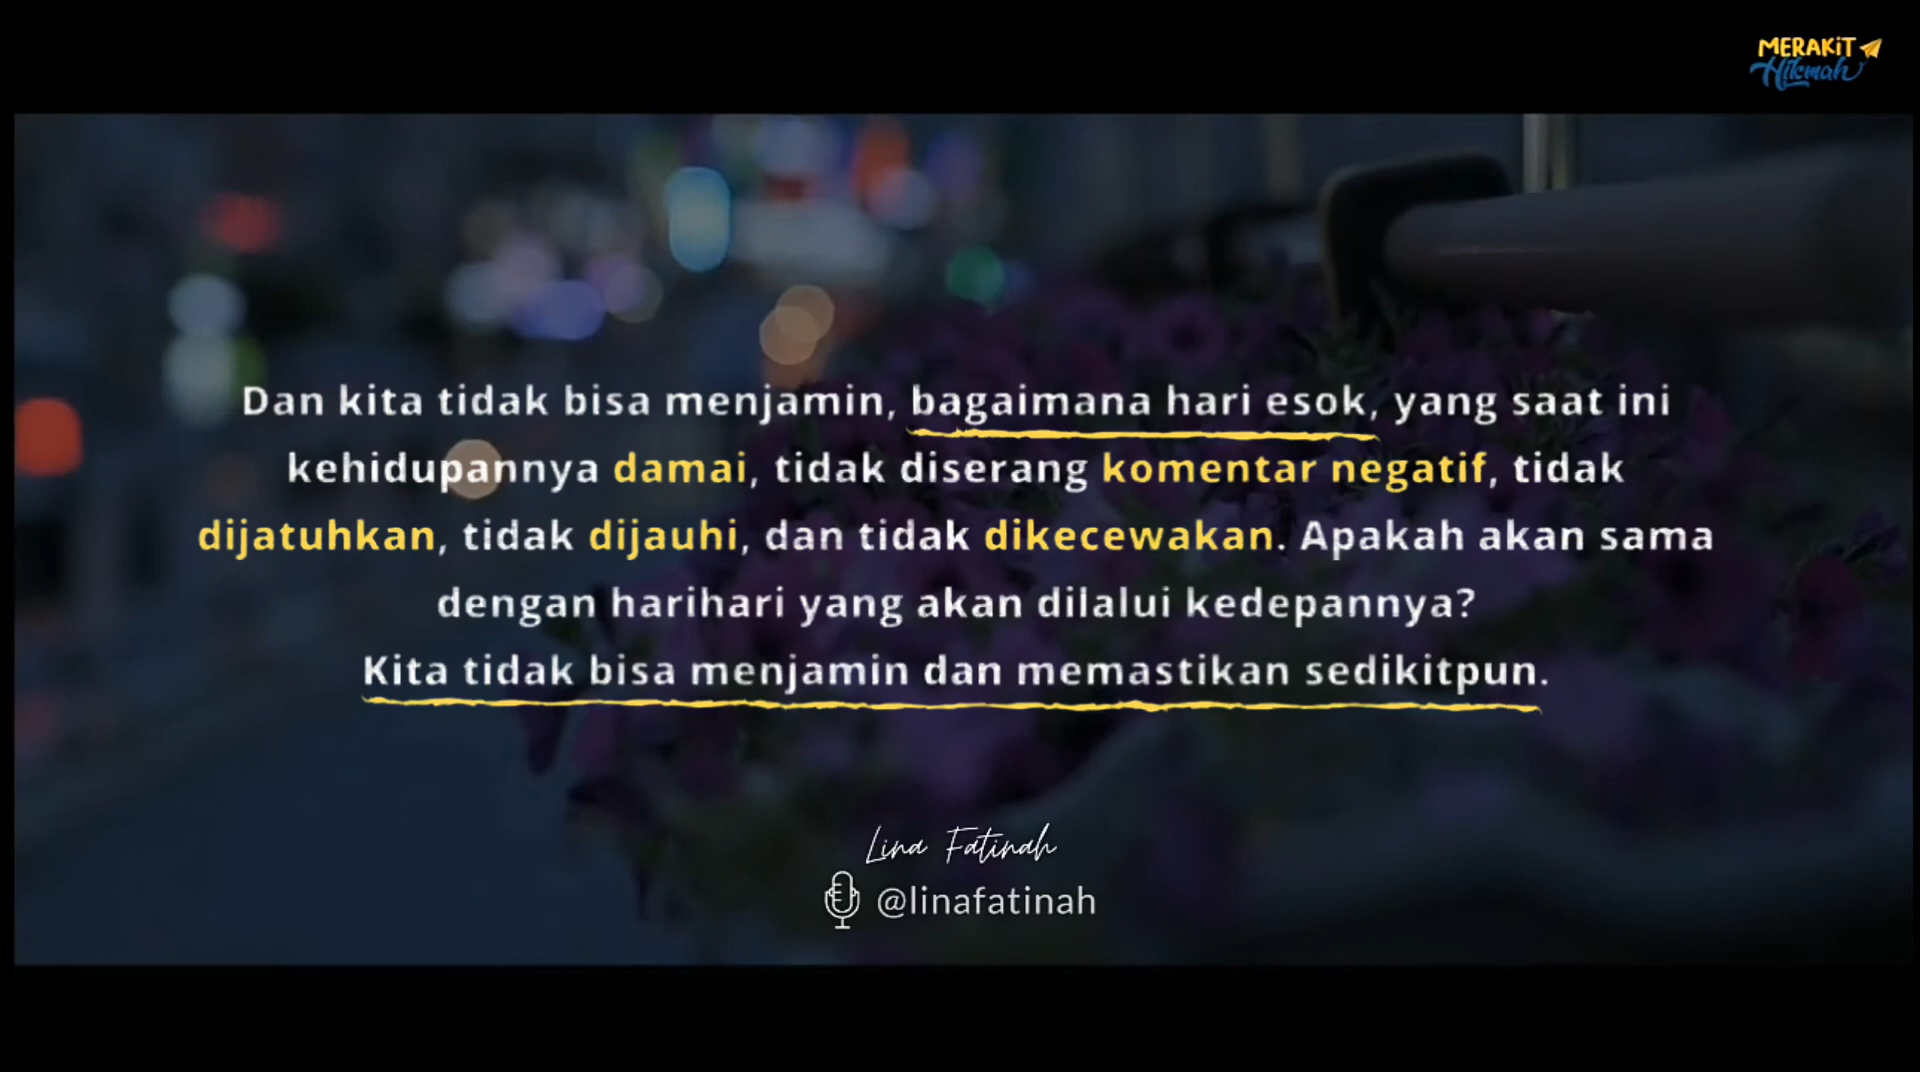 MERAKiT
Hikmah
Dan kita tidak bisa menjamin, bagaimana hari esok, yang saat ini
kehidupannya damai, tidak diserang komentar negatif, tidak
dijatuhkan, tidak dijauhi, dan tidak dikecewakan. Apakah akan sama
dengan harihari yang akan dilalui kedepannya?
Kita tidak bisa menjamin dan memastikan sedikitpun.
Lina Fatinah
@linafatinah